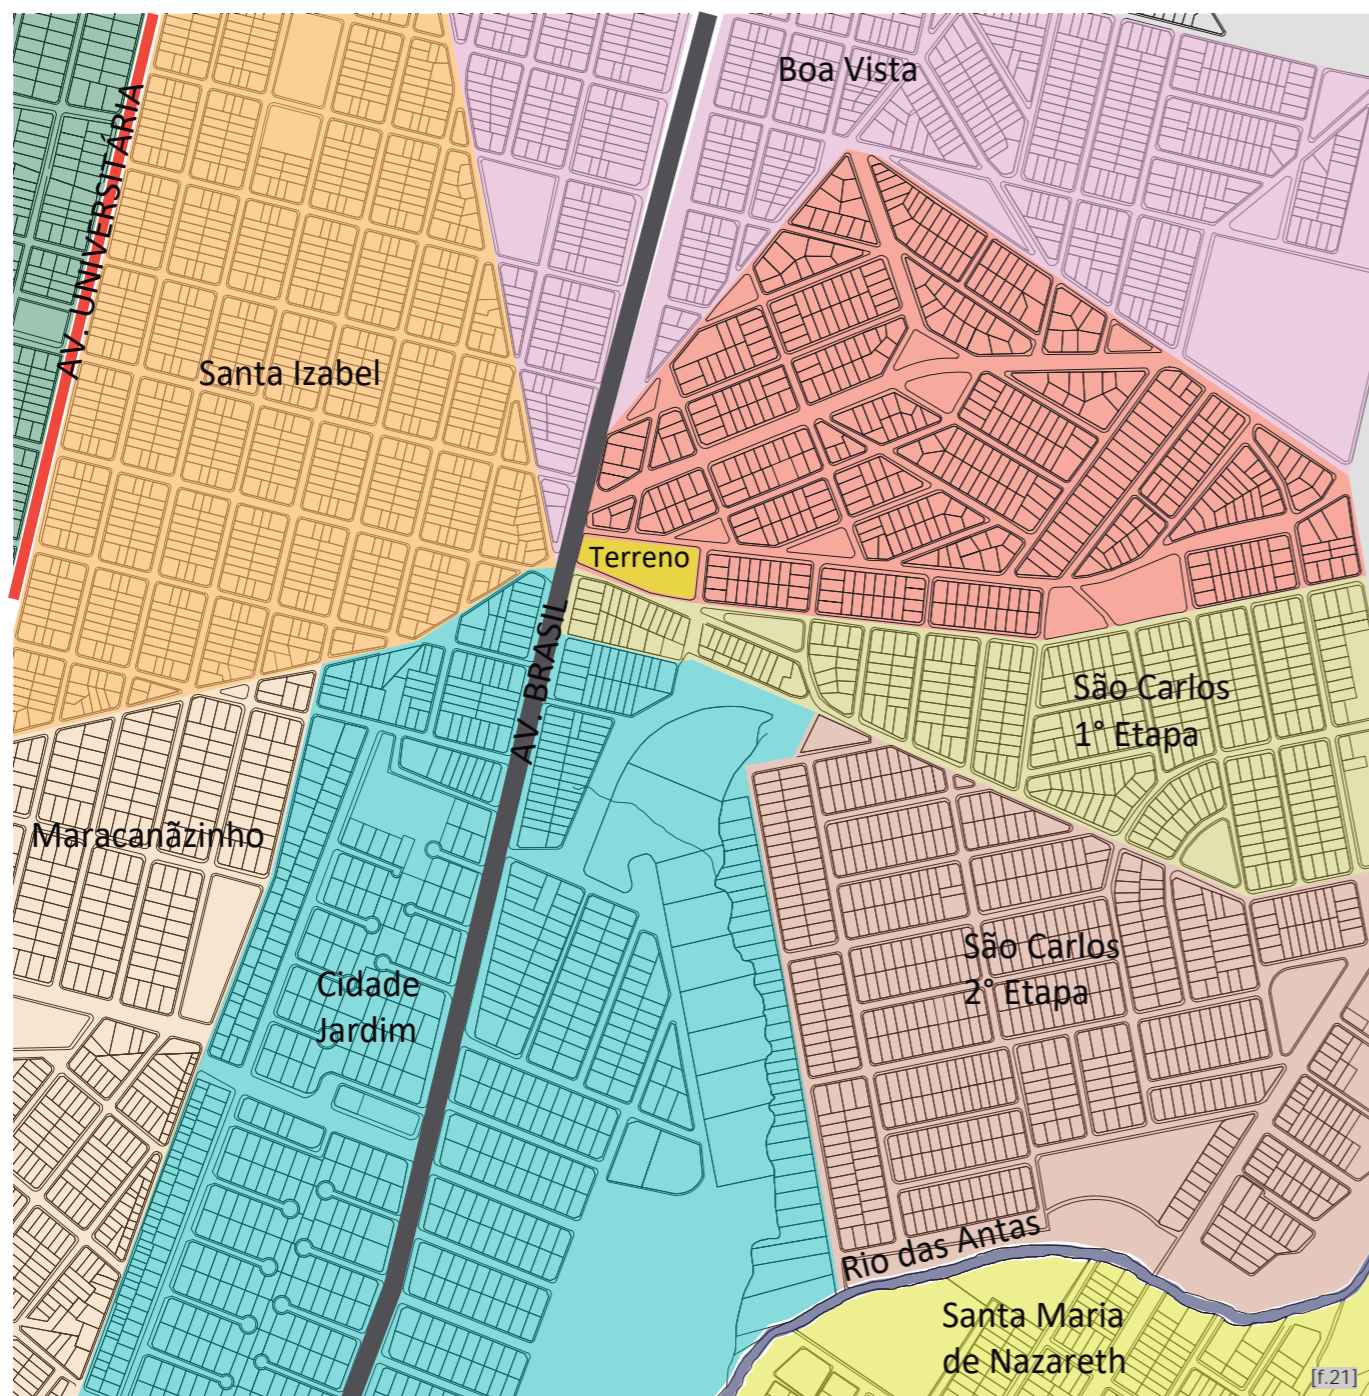 Boa Vista
AV. UNIVERSITÁRIA
Santa Izabel
Terreno
AV. BRASIL
São Carlos
1° Etapa
Maracanãzinho
São Carlos
2° Etapa
Cidade
Jardim
Rio das Antas
Santa Maria
de Nazareth
[f.21]